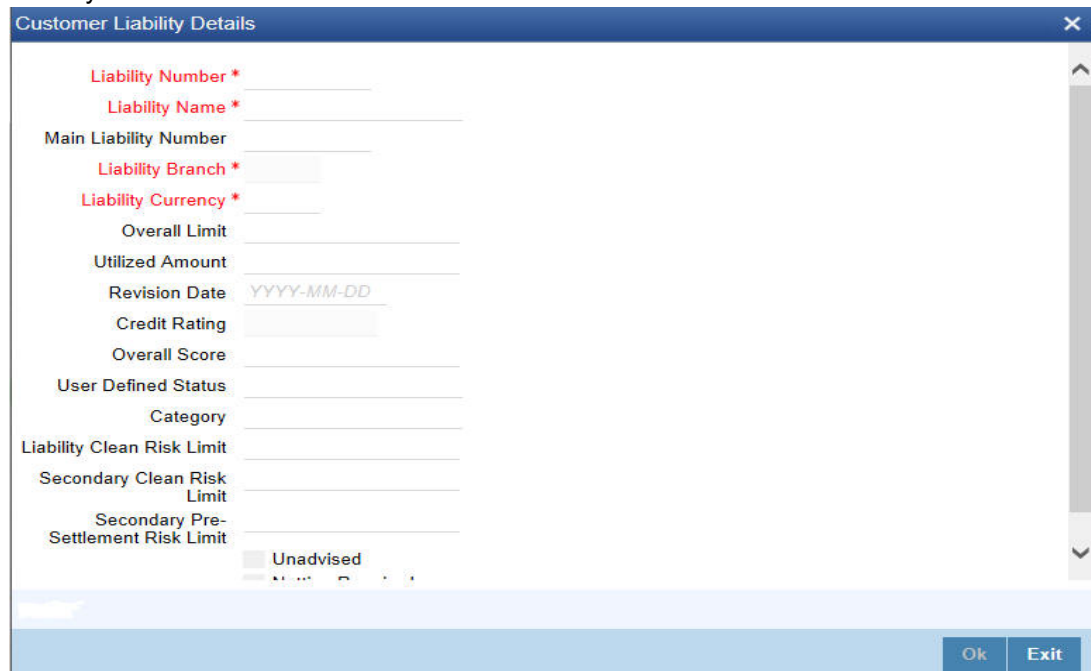 Customer Liability Details
Liability Number *
Liability Name *
Main Liability Number
Liability Branch *
Liability Currency *
Overall Limit
Utilized Amount
Revision Date YYYY-MM-DD
Credit Rating
Overall Score
User Defined Status
Category
Liability Clean Risk Limit
Secondary Clean Risk
Limit
Secondary Pre-
Settlement Risk Limit
Unadvised
Ok Exit